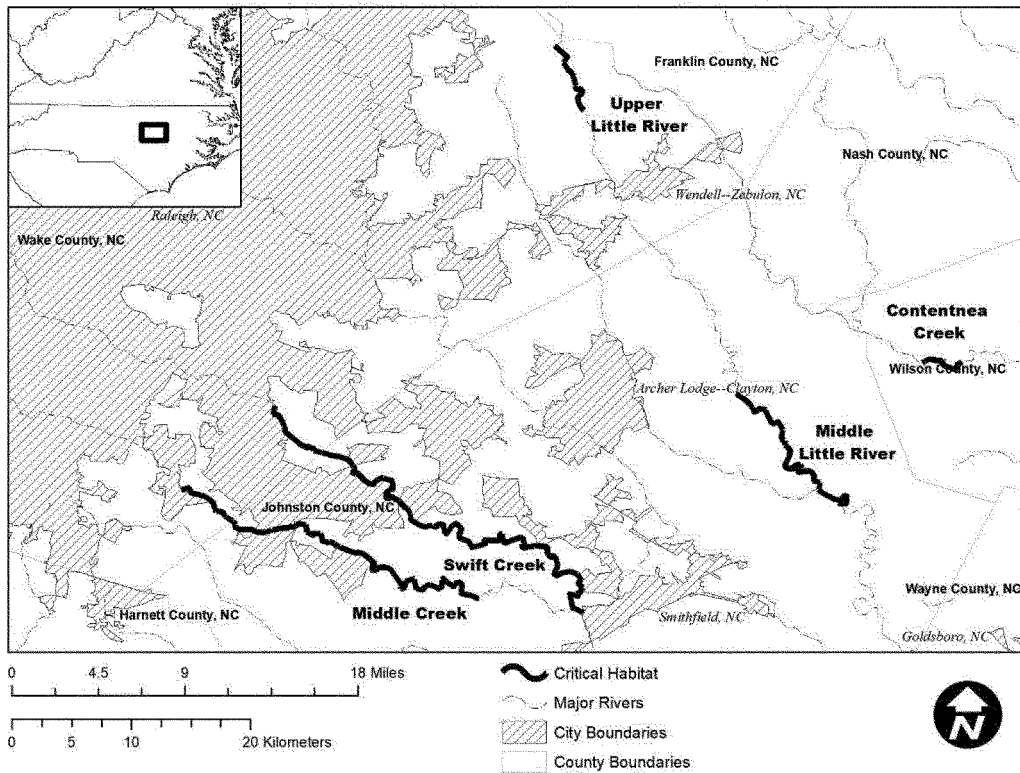 Franklin County, NC
Upper
Little River
Nash County, NC
Wendell--Zebulon, NC
Raleigh, NC
Wake County, NC
Contentnea
Creek
Wilson County, NC
Archer Lodge--Clayton, NC
Middle
Little River
Johnston County, NC
Swift Creek
Middle Creek
Harnett County, NC
Smithfield, NC
Wayne County, NC
Goldsboro, NC
0 4.5 9 18 Miles
0 5 10 20 Kilometers
Critical Habitat
Major Rivers
City Boundaries
County Boundaries
N